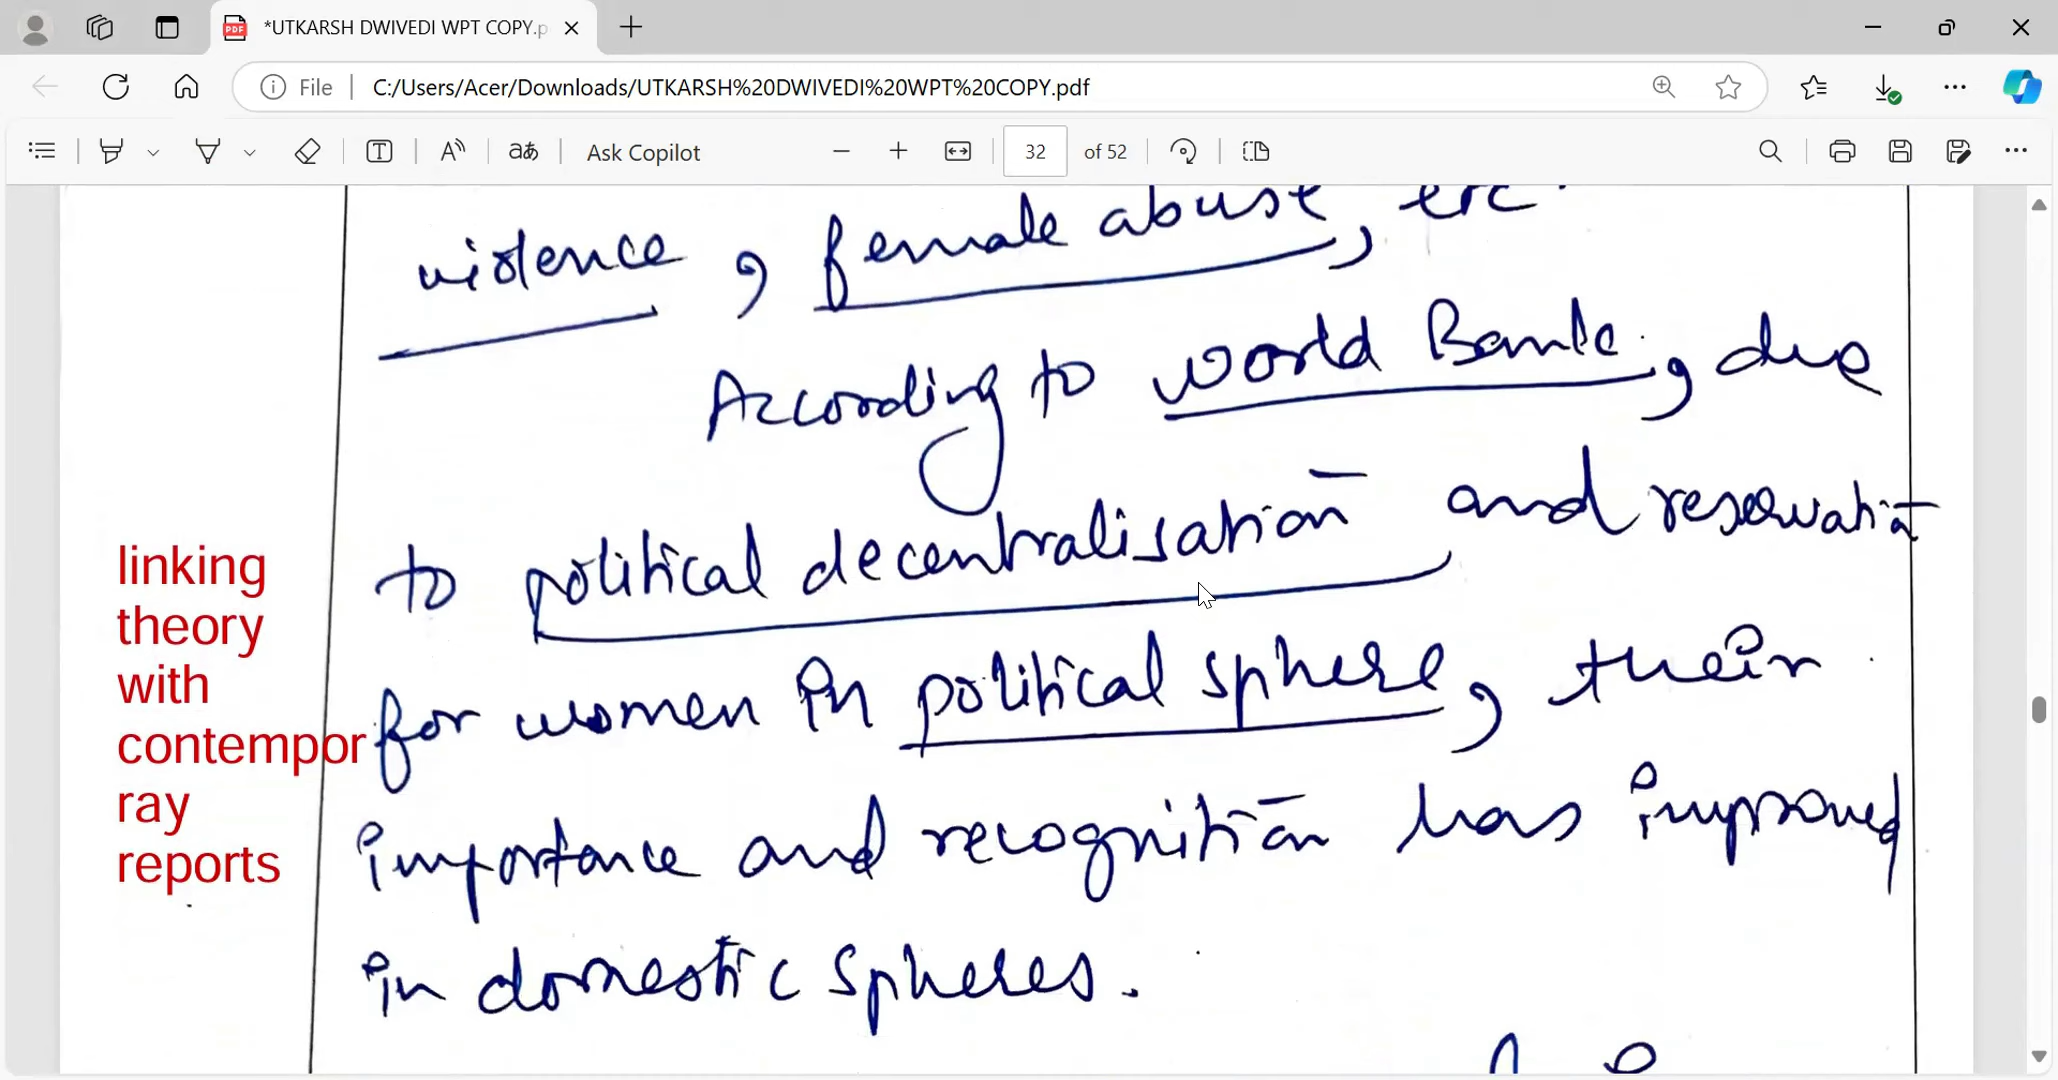 *UTKARSH DWIVEDI WPT COPY.p
File
C:/Users/Acer/Downloads/UTKARSH%20DWIVEDI%20WPT%20COPY.pdf
Ask Copilot
32 of 52
violence, female abuse, etc.
According to World Bank, due
to political decentralisation and reservation
for women in political sphere, their
importance and recognition has improved
in domestic spheres.
linking
theory
with
contempor
ray
reports